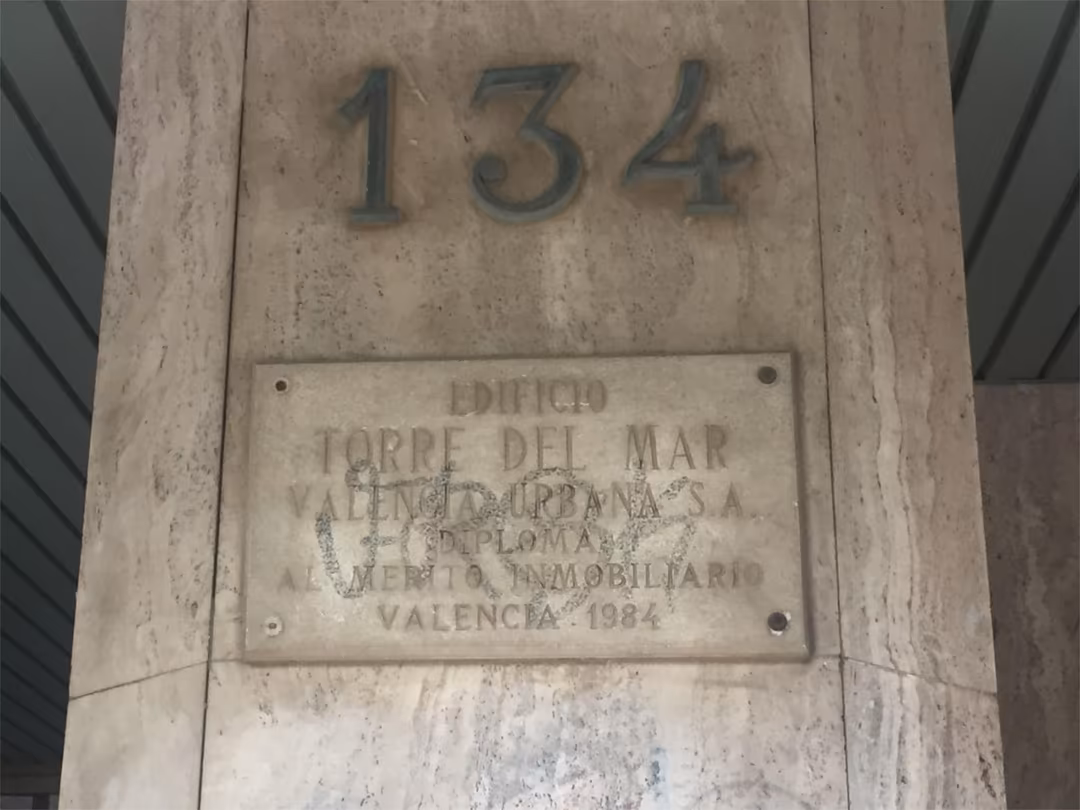 134
EDIFICIO
TORRE DEL MAR
VALENCIA URBANA S.A.
DIPLOMA
AL MERITO INMOBILIARIO
VALENCIA . 1984